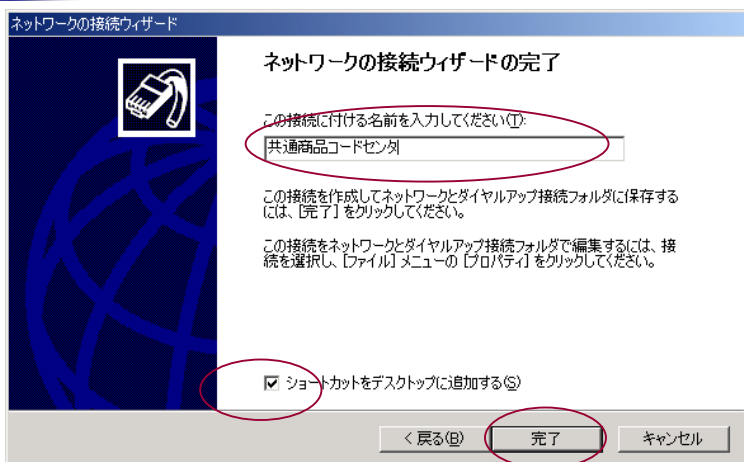 ネットワークの接続ウィザード
ネットワークの接続ウィザードの完了
この接続に付ける名前を入力してください(T):
共通商品コードセンタ
この接続を作成してネットワークとダイヤルアップ接続フォルダに保存する
には、[完了] をクリックしてください。
この接続をネットワークとダイヤルアップ接続フォルダで編集するには、接
続を選択し、[ファイル] メニューの [プロパティ] をクリックしてください。
ショートカットをデスクトップに追加する(S)
< 戻る(B)
完了
キャンセル